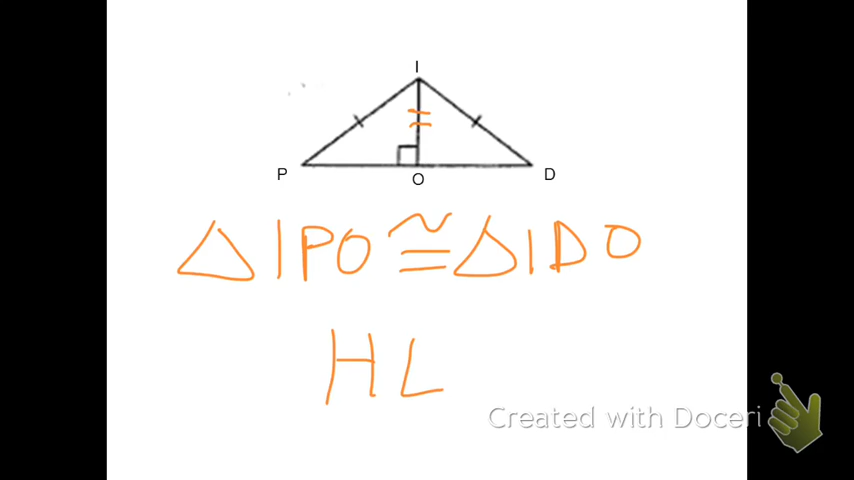 I
P
O
D
△IPO ≅ △IDO
HL
Created with Doceri